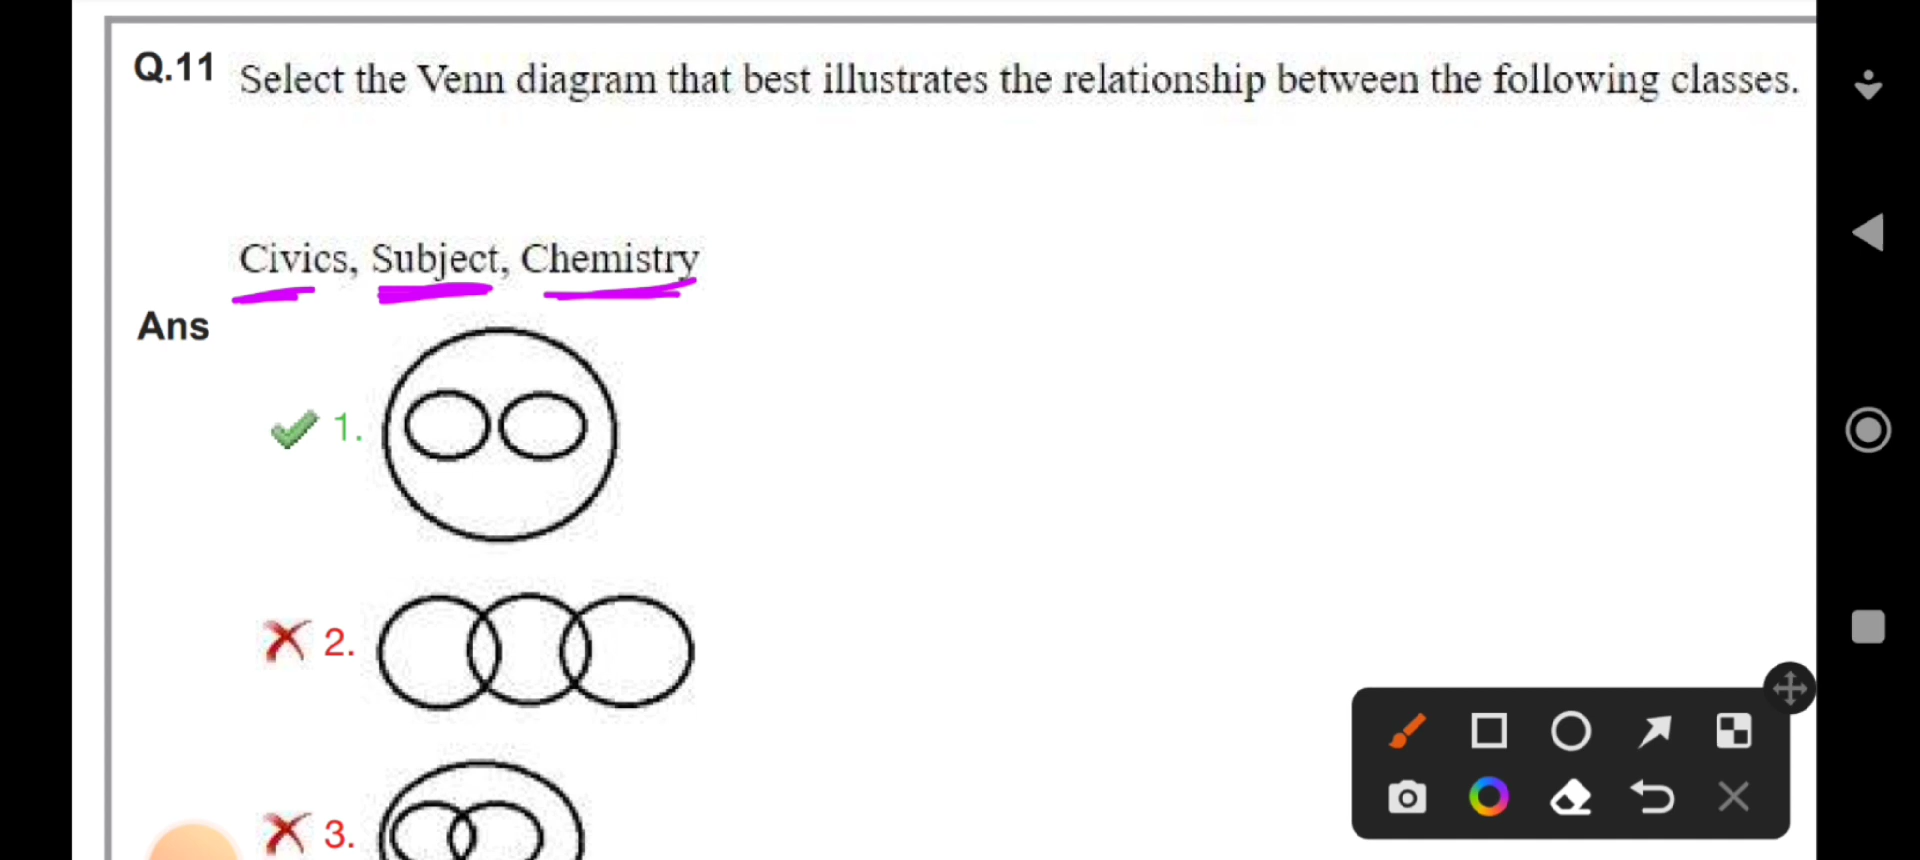 Q.11 Select the Venn diagram that best illustrates the relationship between the following classes.
Civics, Subject, Chemistry
Ans
1.
2.
3.